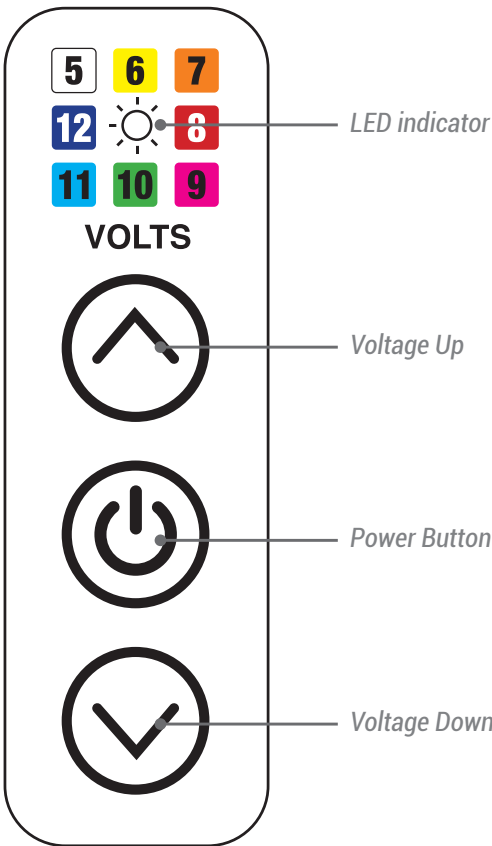 5 6 7
12 8
LED indicator
11 10 9
VOLTS
Voltage Up
Power Button
Voltage Down